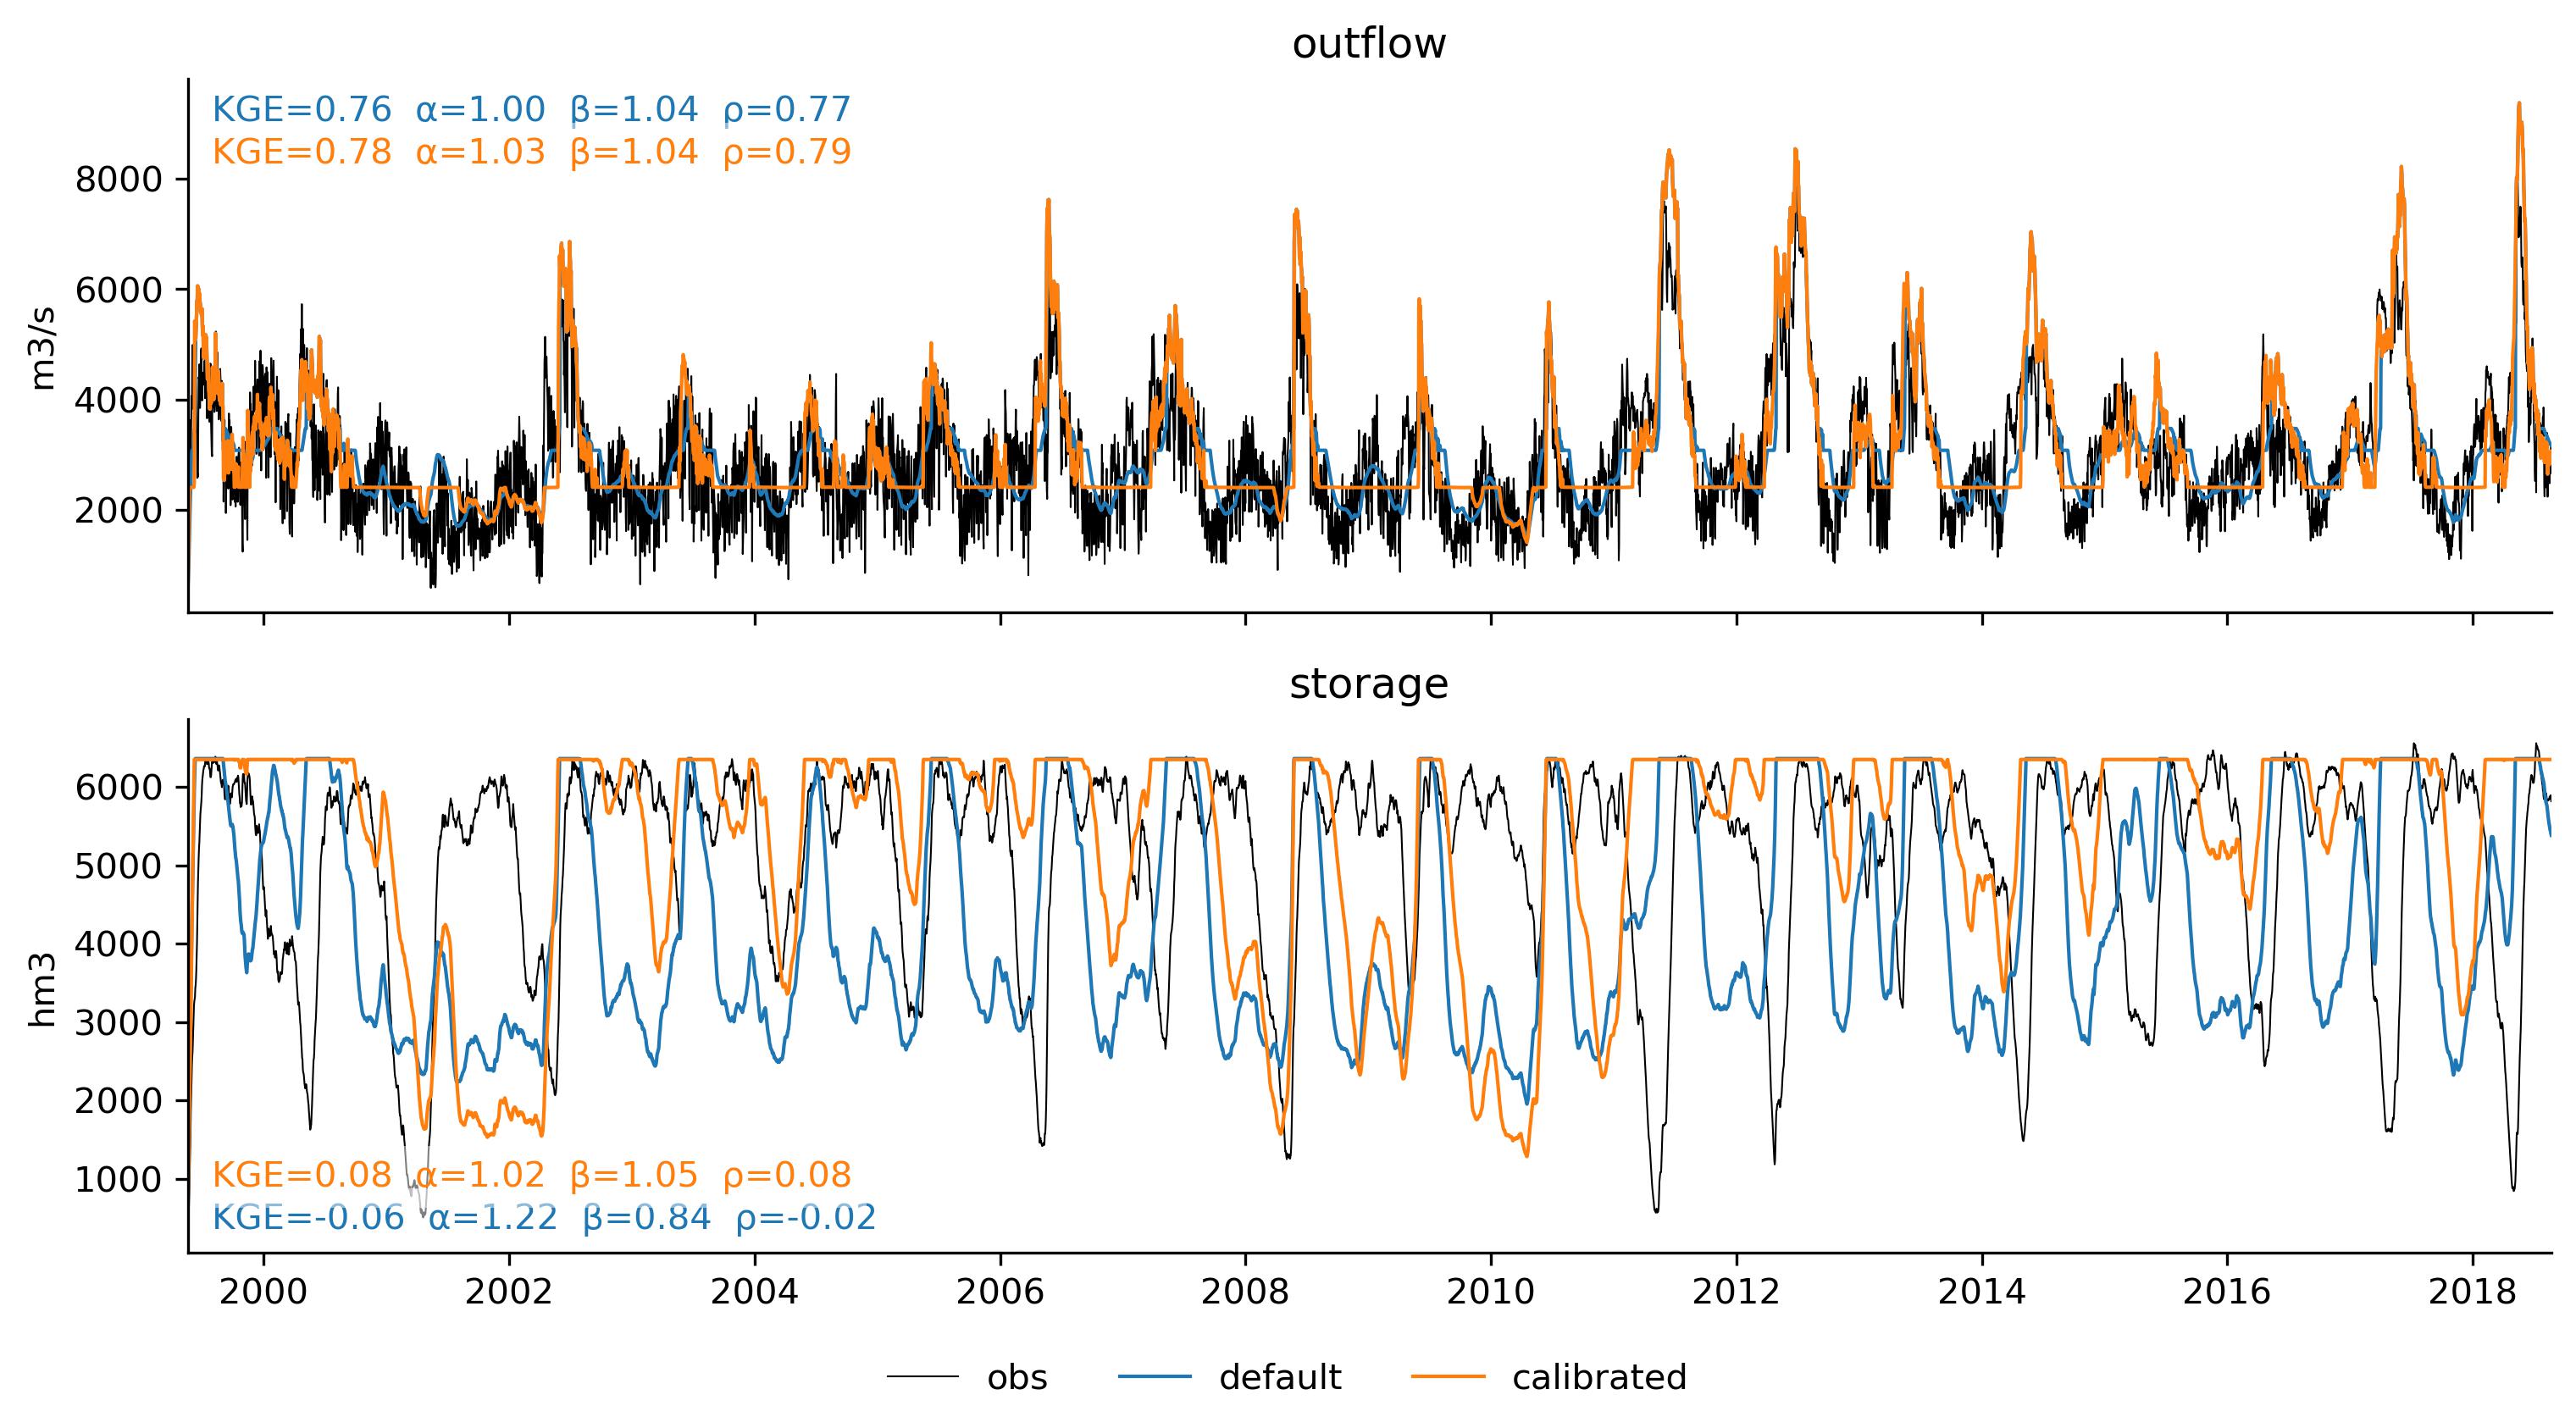 outflow
KGE=0.76 α=1.00 β=1.04 ρ=0.77
KGE=0.78 α=1.03 β=1.04 ρ=0.79
m3/s
8000
6000
4000
2000
storage
hm3
6000
5000
4000
3000
2000
1000
KGE=0.08 α=1.02 β=1.05 ρ=0.08
KGE=-0.06 α=1.22 β=0.84 ρ=-0.02
2000 2002 2004 2006 2008 2010 2012 2014 2016 2018
obs default calibrated